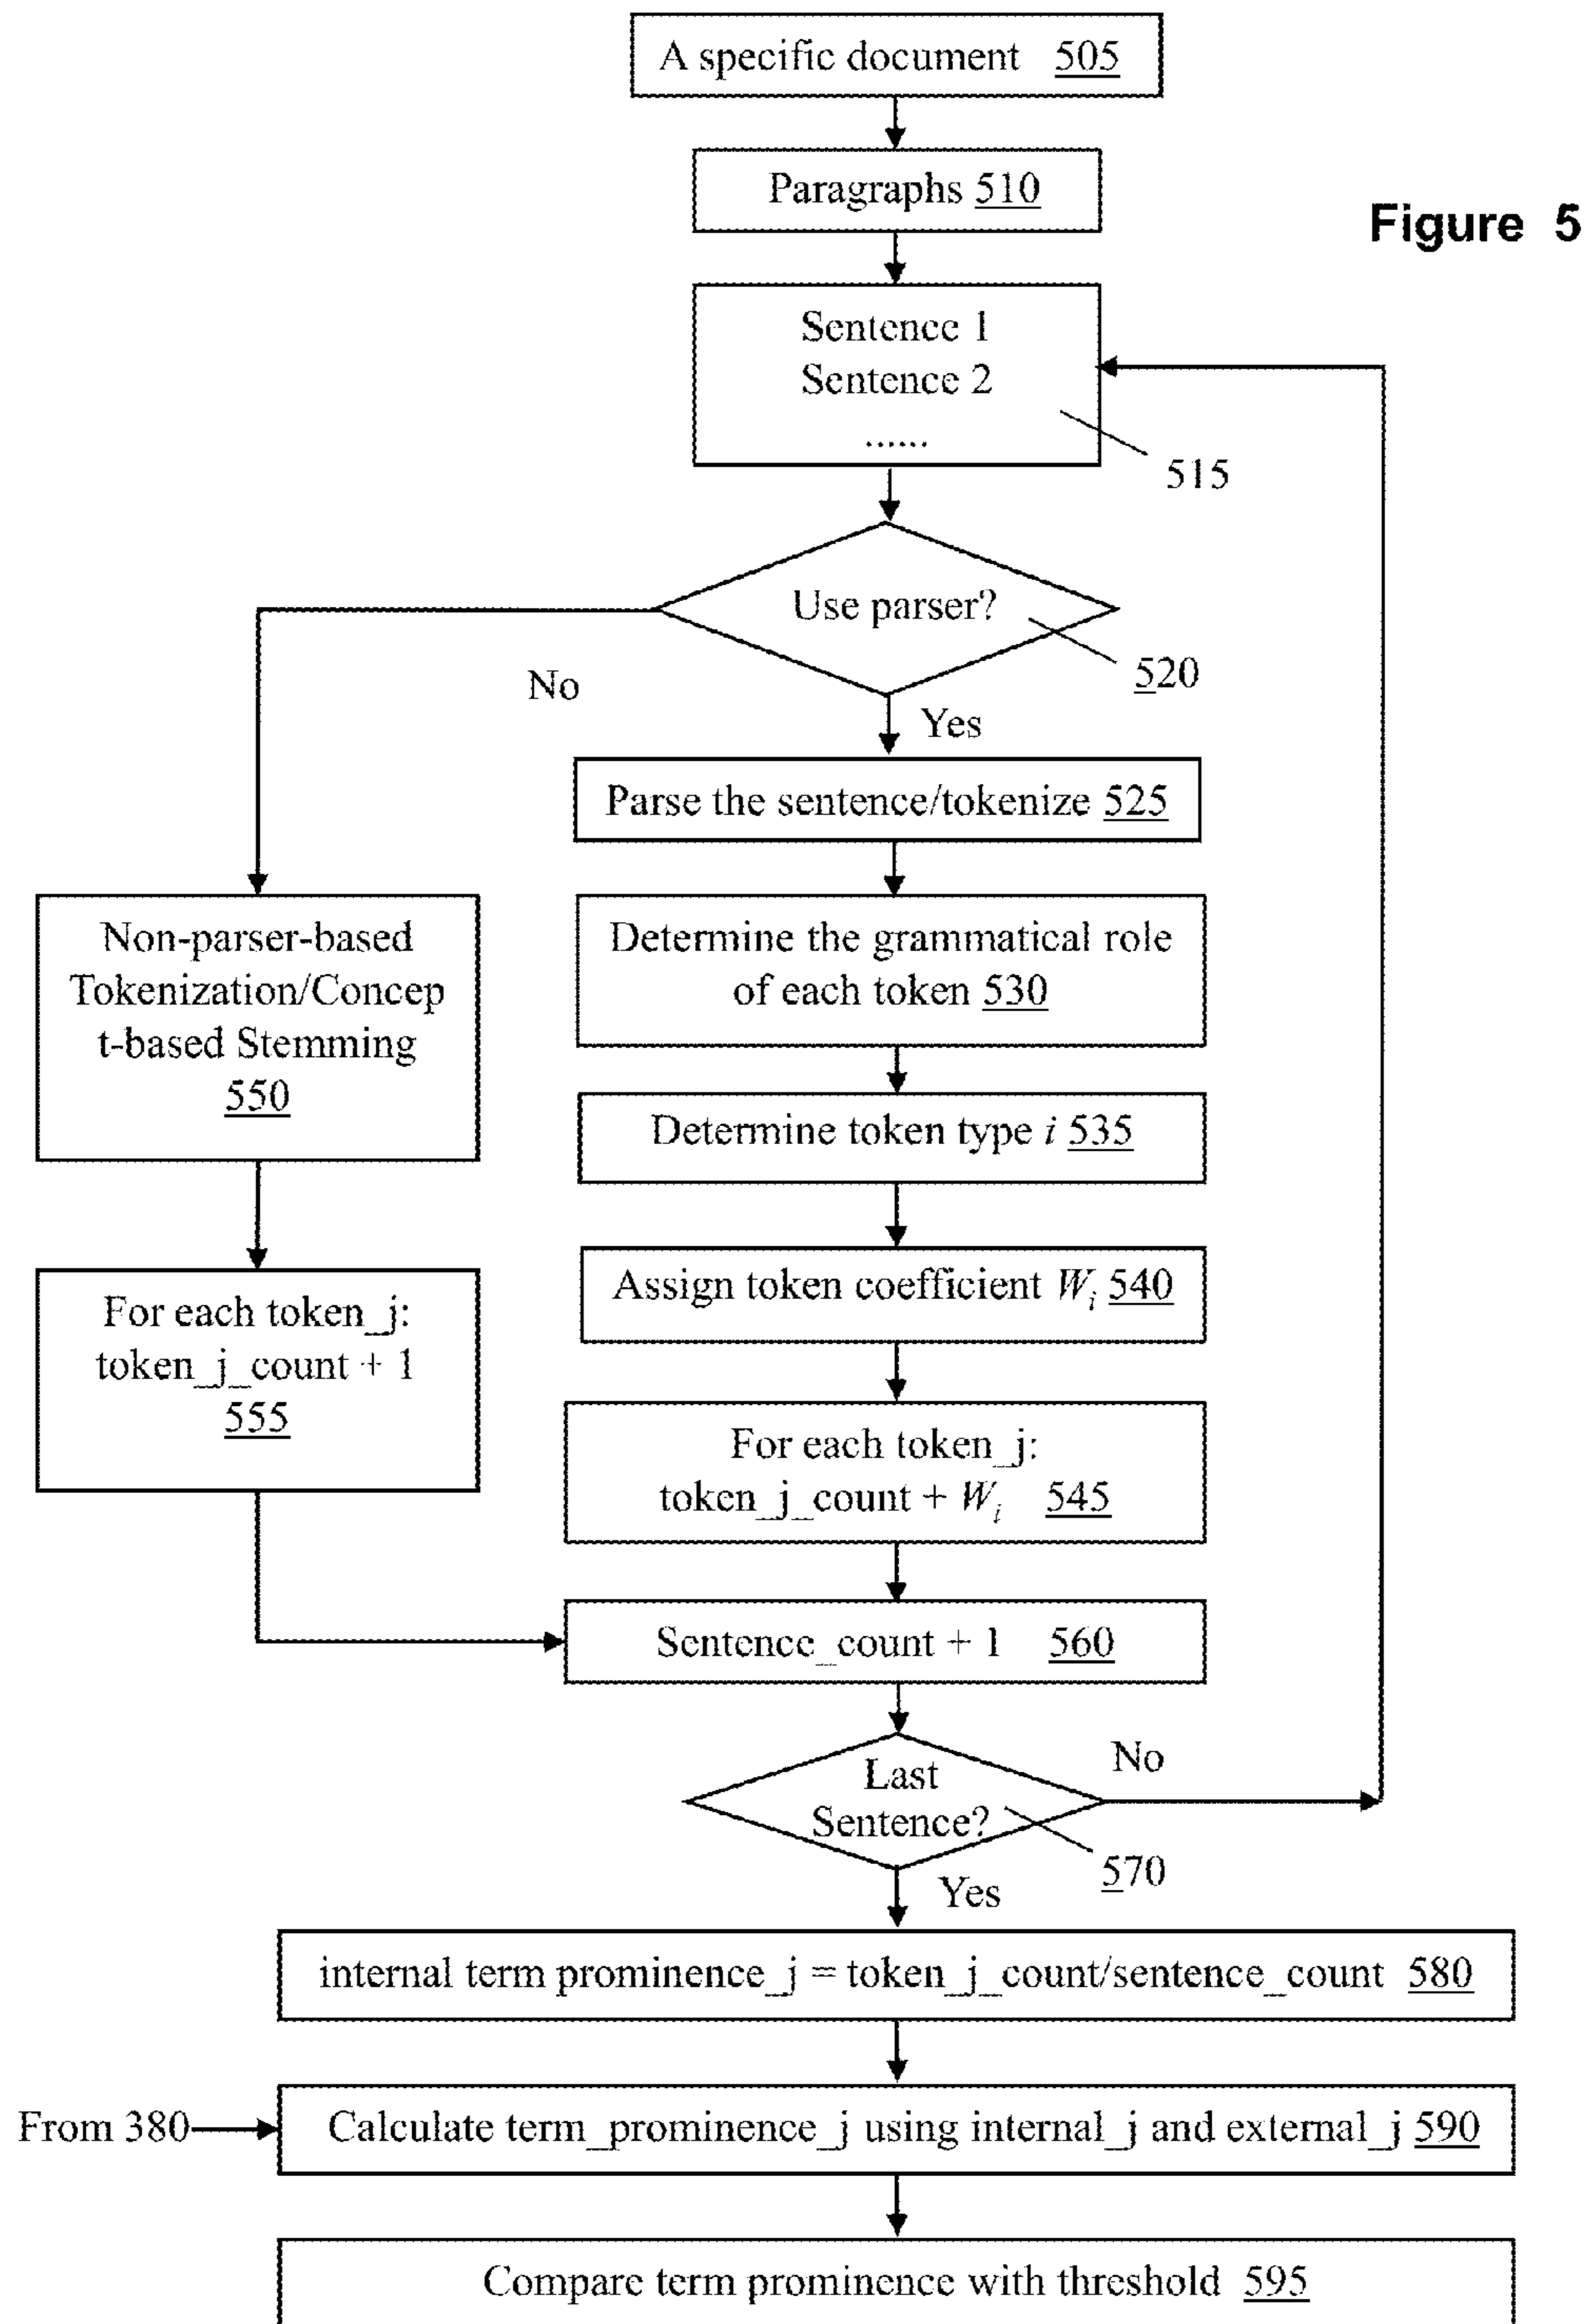 A specific document 505
Paragraphs 510
Figure 5
Sentence 1
Sentence 2
......
515
Use parser?
520
No
Yes
Parse the sentence/tokenize 525
Non-parser-based
Tokenization/Concep
t-based Stemming
550
Determine the grammatical role
of each token 530
Determine token type i 535
Assign token coefficient Wi 540
For each token_j:
token_j_count + 1
555
For each token_j:
token_j_count + Wi 545
Sentence_count + 1 560
Last
Sentence?
No
570
Yes
internal term prominence_j = token_j_count/sentence_count 580
From 380
Calculate term_prominence_j using internal_j and external_j 590
Compare term prominence with threshold 595